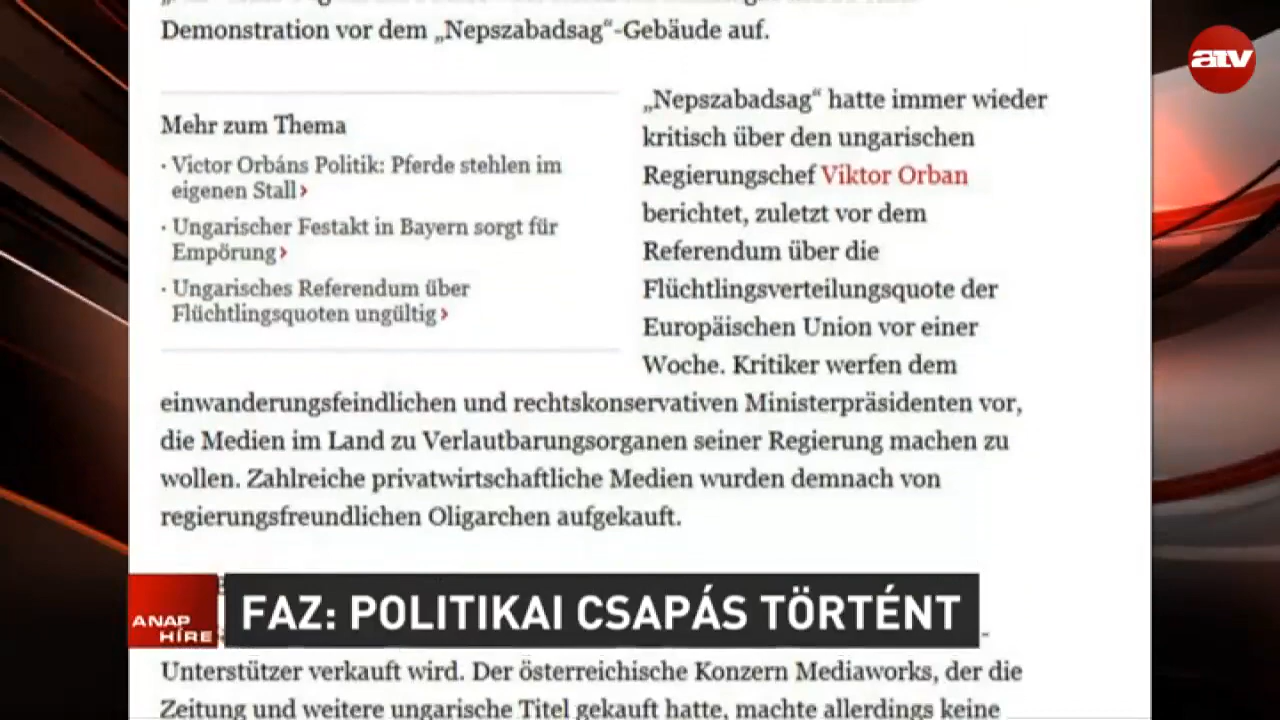 Demonstration vor dem „Nepszabadsag“-Gebäude auf.
atv
Mehr zum Thema
· Victor Orbáns Politik: Pferde stehlen im
eigenen Stall ›
· Ungarischer Festakt in Bayern sorgt für
Empörung ›
· Ungarisches Referendum über
Flüchtlingsquoten ungültig ›
„Nepszabadsag“ hatte immer wieder
kritisch über den ungarischen
Regierungschef Viktor Orban
berichtet, zuletzt vor dem
Referendum über die
Flüchtlingsverteilungsquote der
Europäischen Union vor einer
Woche. Kritiker werfen dem
einwanderungsfeindlichen und rechtskonservativen Ministerpräsidenten vor,
die Medien im Land zu Verlautbarungsorganen seiner Regierung machen zu
wollen. Zahlreiche privatwirtschaftliche Medien wurden demnach von
regierungsfreundlichen Oligarchen aufgekauft.
A NAP
HÍRE
FAZ: POLITIKAI CSAPÁS TÖRTÉNT
Unterstützer verkauft wird. Der österreichische Konzern Mediaworks, der die
Zeitung und weitere ungarische Titel gekauft hatte, machte allerdings keine